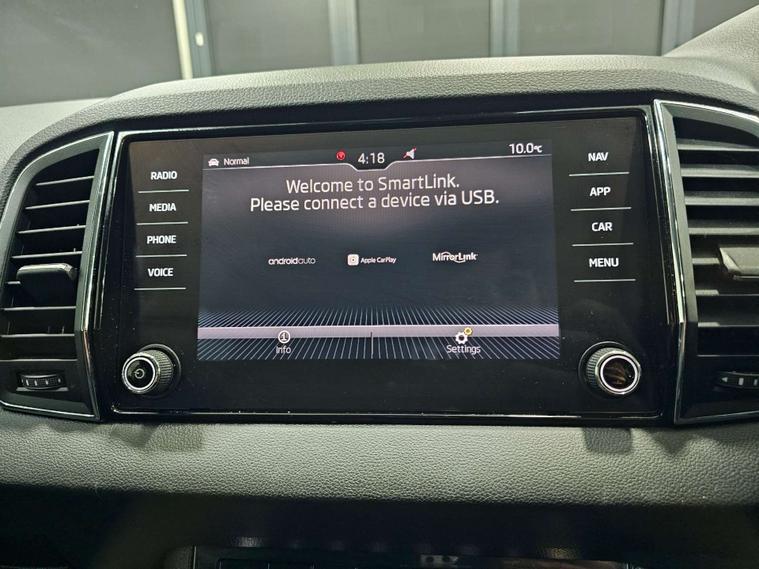 Normal 4:18 10.0°C
RADIO
MEDIA
PHONE
VOICE
Welcome to SmartLink.
Please connect a device via USB.
androidauto Apple CarPlay MirrorLink
Info Settings
NAV
APP
CAR
MENU